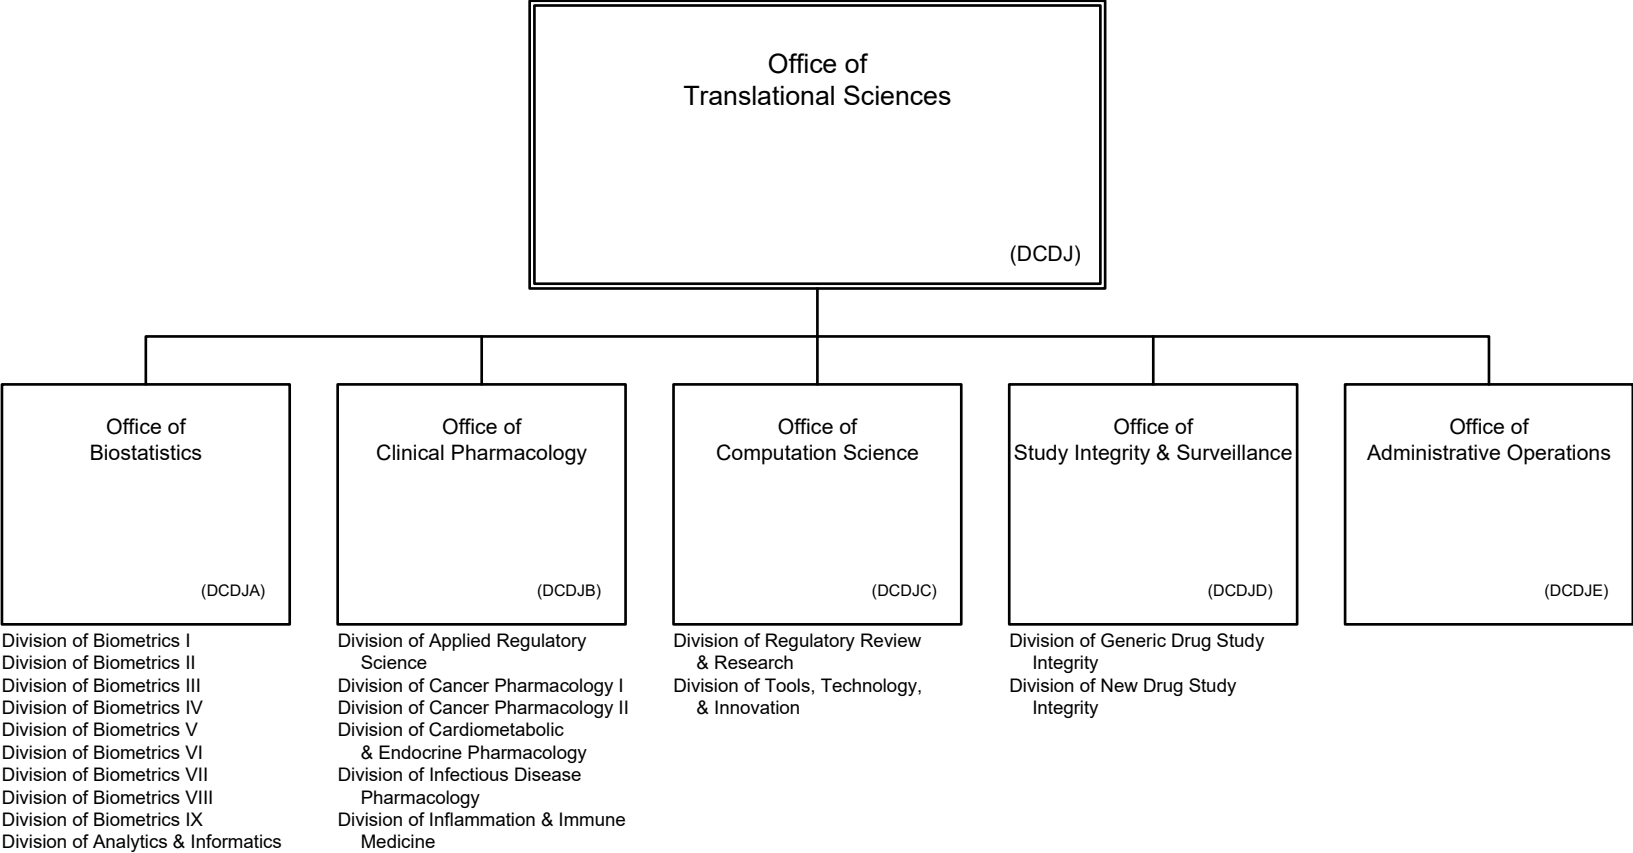 Office of
Translational Sciences
(DCDJ)
Office of
Biostatistics
(DCDJA)
Division of Biometrics I
Division of Biometrics II
Division of Biometrics III
Division of Biometrics IV
Division of Biometrics V
Division of Biometrics VI
Division of Biometrics VII
Division of Biometrics VIII
Division of Biometrics IX
Division of Analytics & Informatics
Office of
Clinical Pharmacology
(DCDJB)
Division of Applied Regulatory
Science
Division of Cancer Pharmacology I
Division of Cancer Pharmacology II
Division of Cardiometabolic
& Endocrine Pharmacology
Division of Infectious Disease
Pharmacology
Division of Inflammation & Immune
Medicine
Office of
Computation Science
(DCDJC)
Division of Regulatory Review
& Research
Division of Tools, Technology,
& Innovation
Office of
Study Integrity & Surveillance
(DCDJD)
Division of Generic Drug Study
Integrity
Division of New Drug Study
Integrity
Office of
Administrative Operations
(DCDJE)